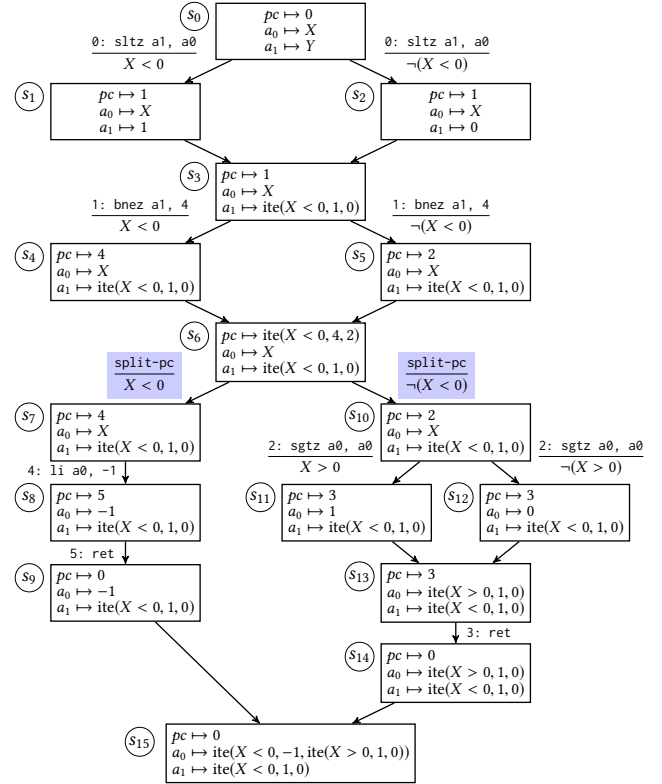 s0
pc ↦ 0
a0 ↦ X
a1 ↦ Y
0: sltz a1, a0
X < 0
0: sltz a1, a0
¬(X < 0)
s1
pc ↦ 1
a0 ↦ X
a1 ↦ 1
s2
pc ↦ 1
a0 ↦ X
a1 ↦ 0
s3
pc ↦ 1
a0 ↦ X
a1 ↦ ite(X < 0, 1, 0)
1: bnez a1, 4
X < 0
1: bnez a1, 4
¬(X < 0)
s4
pc ↦ 4
a0 ↦ X
a1 ↦ ite(X < 0, 1, 0)
s5
pc ↦ 2
a0 ↦ X
a1 ↦ ite(X < 0, 1, 0)
s6
pc ↦ ite(X < 0, 4, 2)
a0 ↦ X
a1 ↦ ite(X < 0, 1, 0)
split-pc
X < 0
split-pc
¬(X < 0)
s7
pc ↦ 4
a0 ↦ X
a1 ↦ ite(X < 0, 1, 0)
s10
pc ↦ 2
a0 ↦ X
a1 ↦ ite(X < 0, 1, 0)
4: li a0, -1
2: sgtz a0, a0
X > 0
2: sgtz a0, a0
¬(X > 0)
s8
pc ↦ 5
a0 ↦ −1
a1 ↦ ite(X < 0, 1, 0)
s11
pc ↦ 3
a0 ↦ 1
a1 ↦ ite(X < 0, 1, 0)
s12
pc ↦ 3
a0 ↦ 0
a1 ↦ ite(X < 0, 1, 0)
5: ret
s9
pc ↦ 0
a0 ↦ −1
a1 ↦ ite(X < 0, 1, 0)
s13
pc ↦ 3
a0 ↦ ite(X > 0, 1, 0)
a1 ↦ ite(X < 0, 1, 0)
3: ret
s14
pc ↦ 0
a0 ↦ ite(X > 0, 1, 0)
a1 ↦ ite(X < 0, 1, 0)
s15
pc ↦ 0
a0 ↦ ite(X < 0, −1, ite(X > 0, 1, 0))
a1 ↦ ite(X < 0, 1, 0)